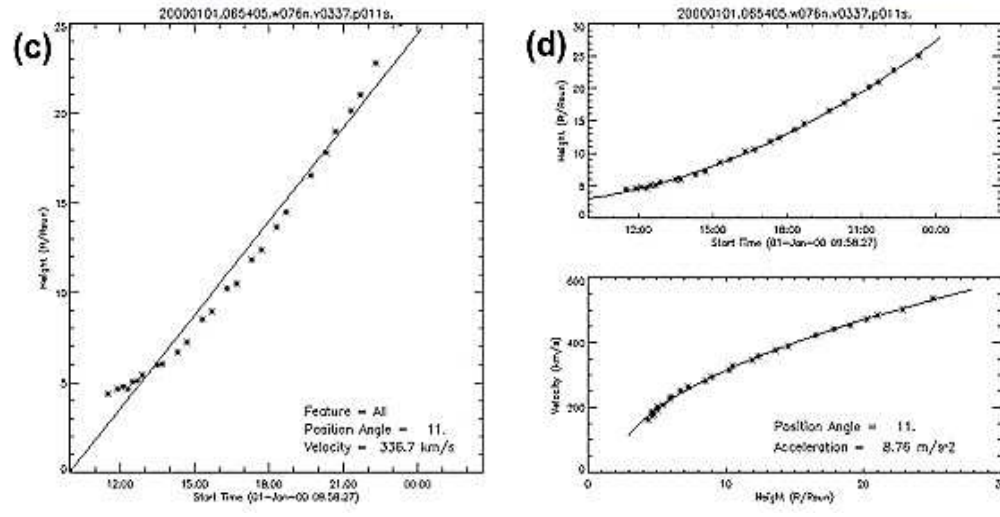 (c)
20000101.065405.w076n.v0337.p011s.
Height (R/Rsun)
25
20
15
10
5
0
Feature = All
Position Angle = 11.
Velocity = 336.7 km/s
12:00 15:00 18:00 21:00 00:00
Start Time (01-Jan-00 09:58:27)
(d)
20000101.065405.w076n.v0337.p011s.
Height (R/Rsun)
30
25
20
15
10
5
0
12:00 15:00 18:00 21:00 00:00
Start Time (01-Jan-00 09:58:27)
Velocity (km/s)
600
400
200
0
Position Angle = 11.
Acceleration = 8.76 m/s^2
0 10 20
Height (R/Rsun)